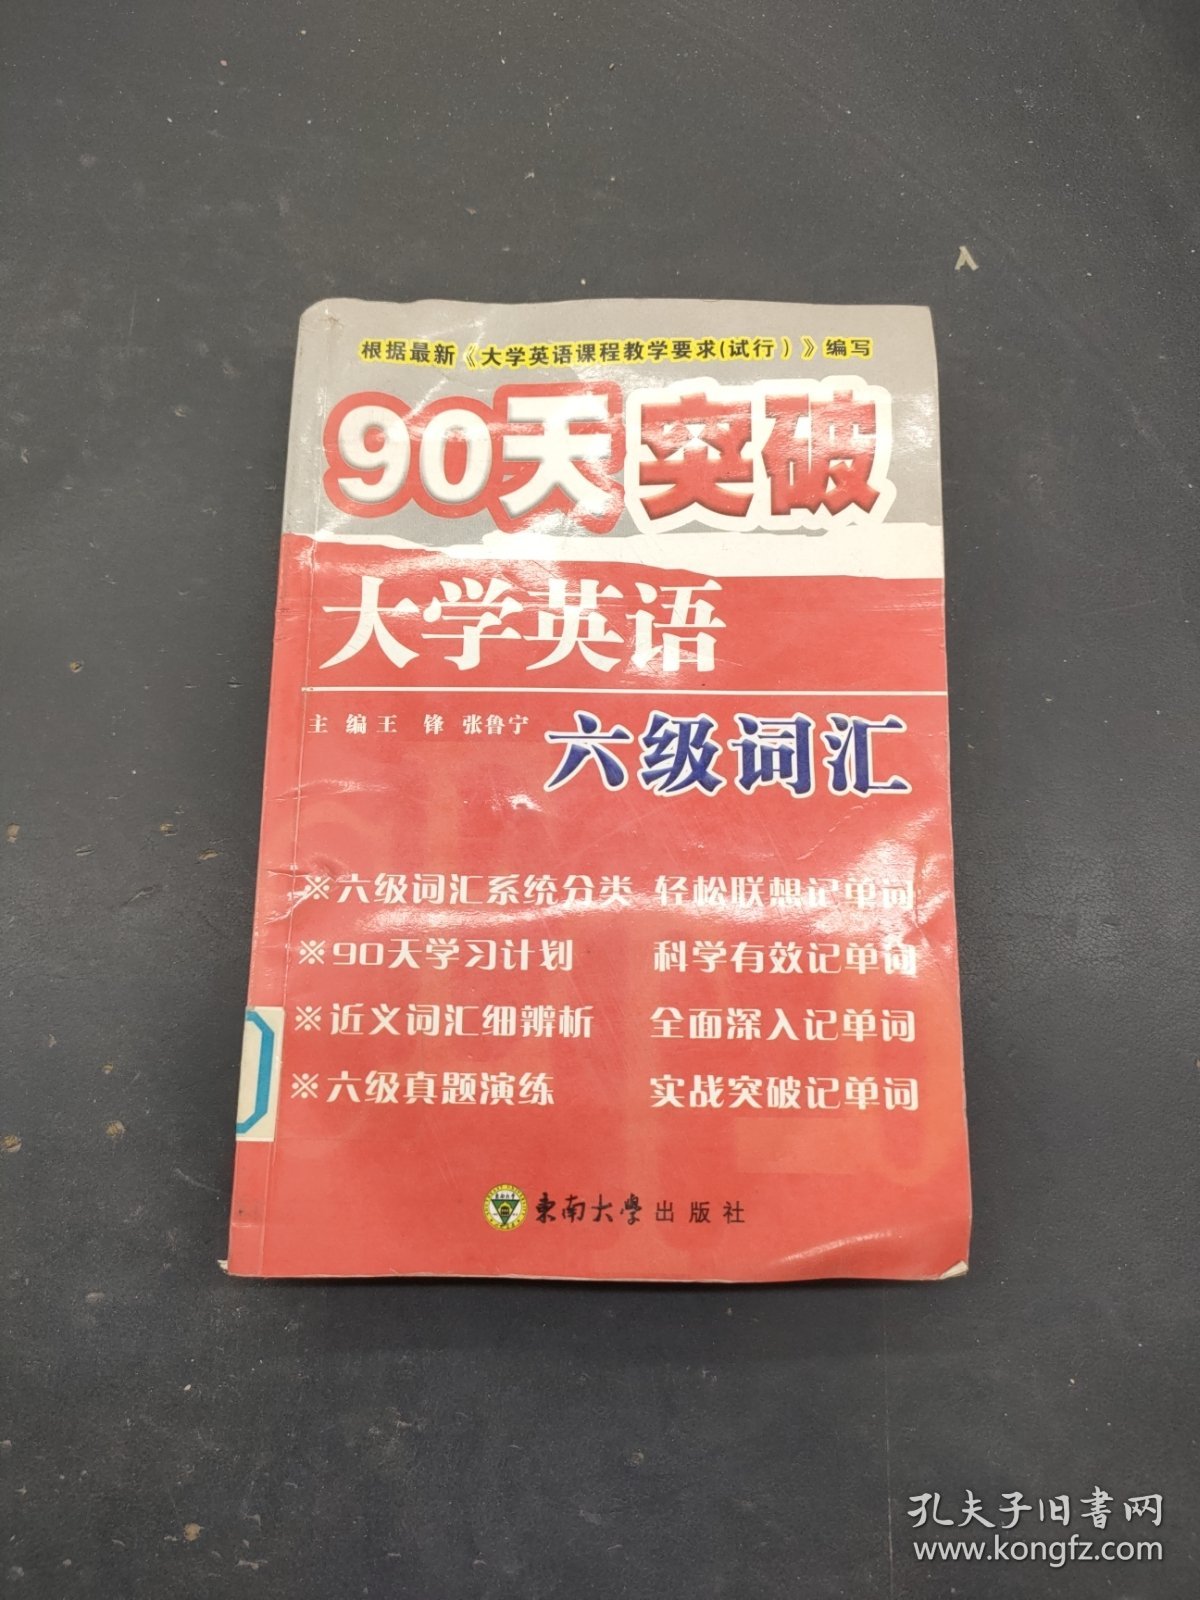 根据最新《大学英语课程教学要求(试行)》编写
90天突破
大学英语
主 编 王 锋 张鲁宁
六级词汇
※六级词汇系统分类 轻松联想记单词
※90天学习计划 科学有效记单词
※近义词汇细辨析 全面深入记单词
※六级真题演练 实战突破记单词
東南大學出版社
孔夫子旧书网
www.kongfz.com